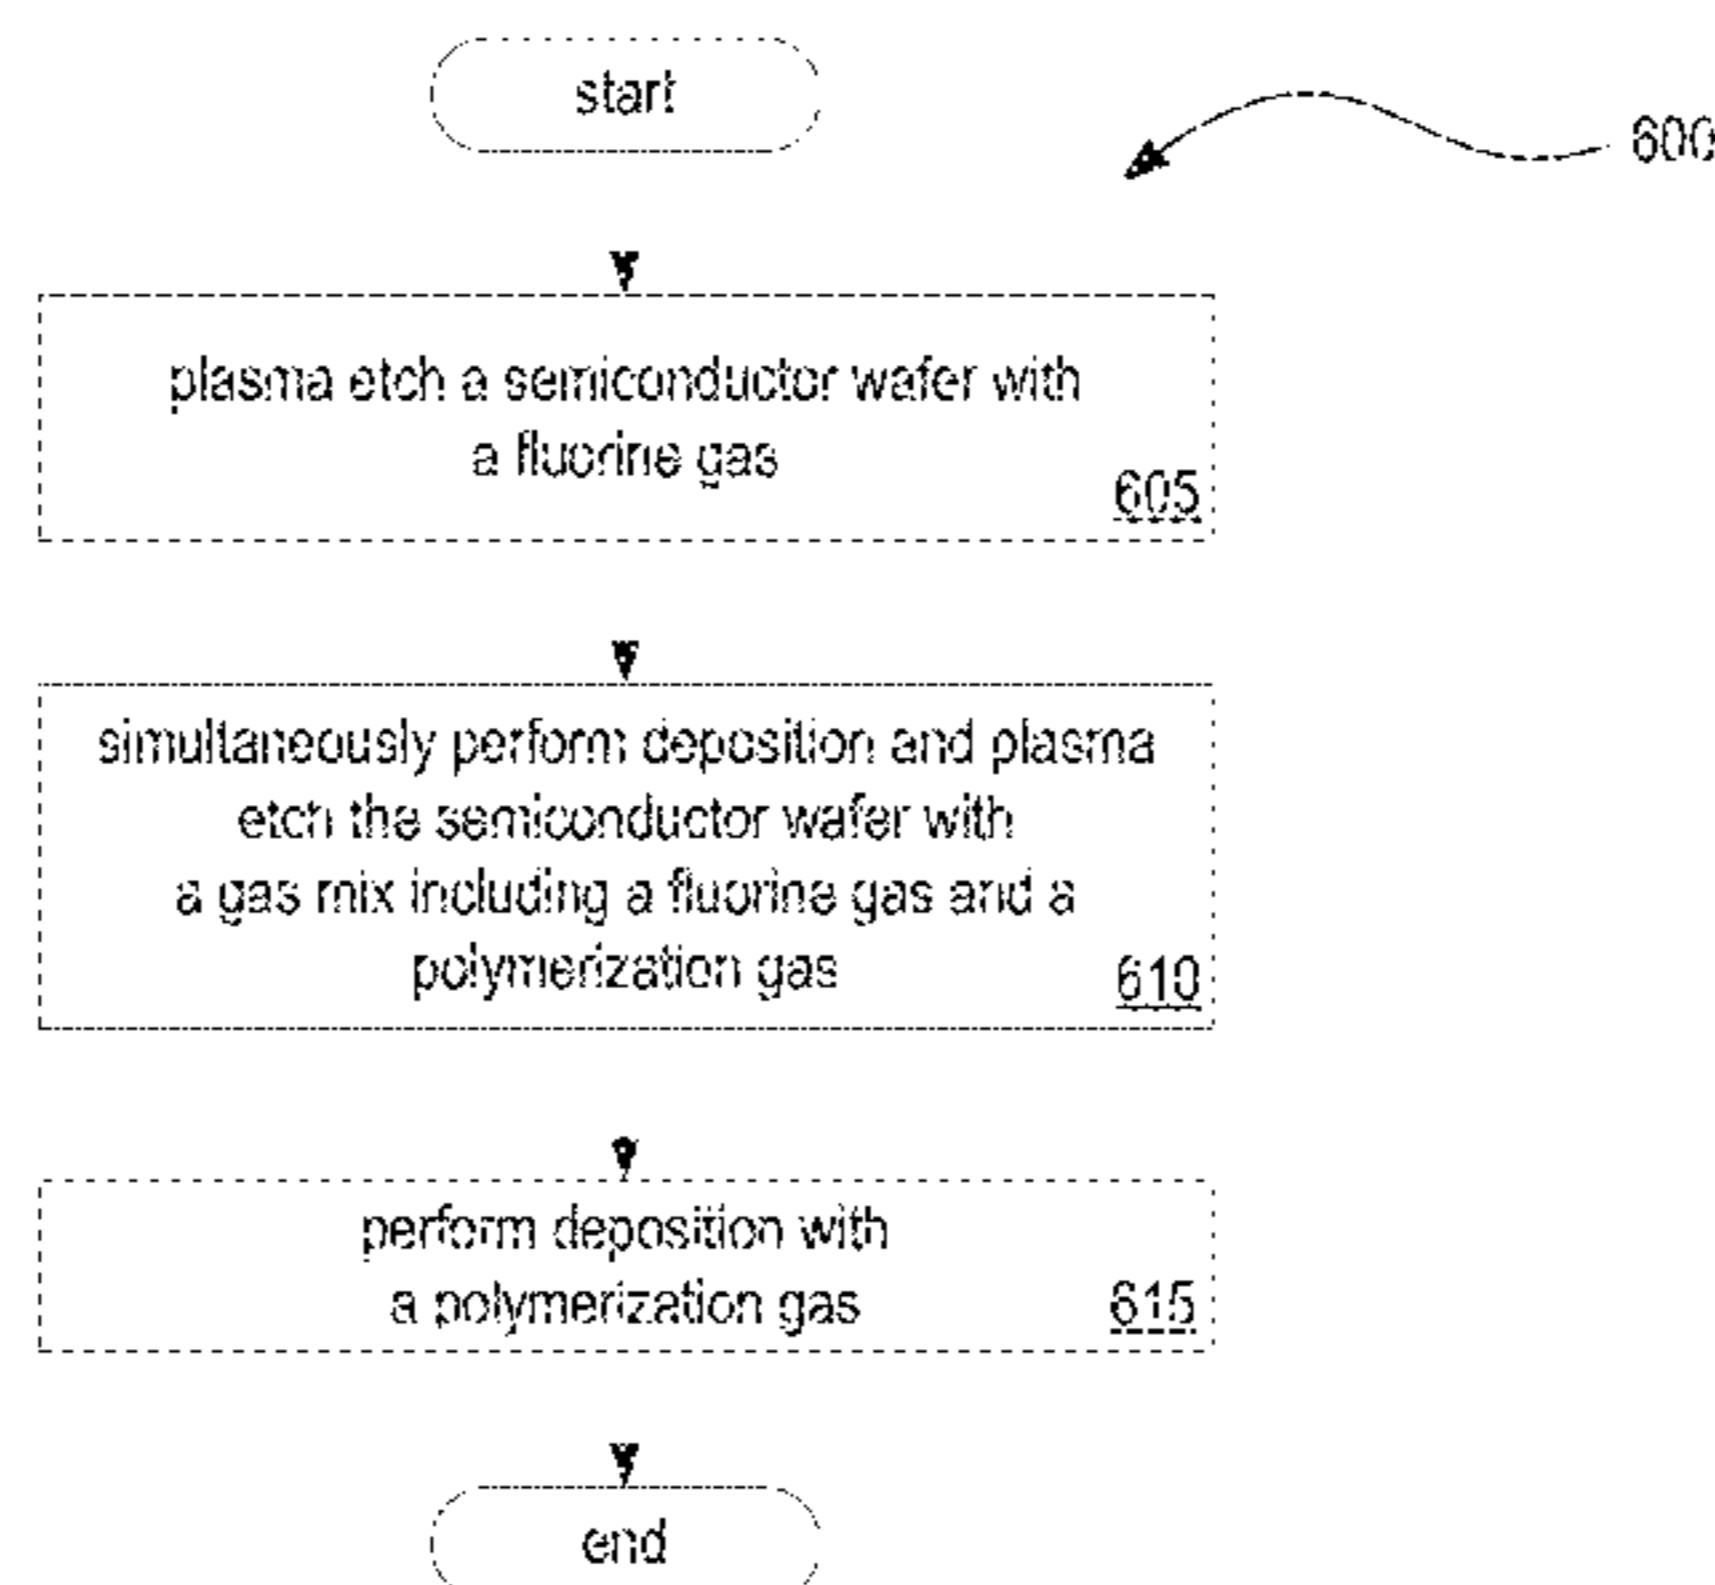 start
600
plasma etch a semiconductor wafer with
a fluorine gas
605
simultaneously perform deposition and plasma
etch the semiconductor wafer with
a gas mix including a fluorine gas and a
polymerization gas
610
perform deposition with
a polymerization gas
615
end